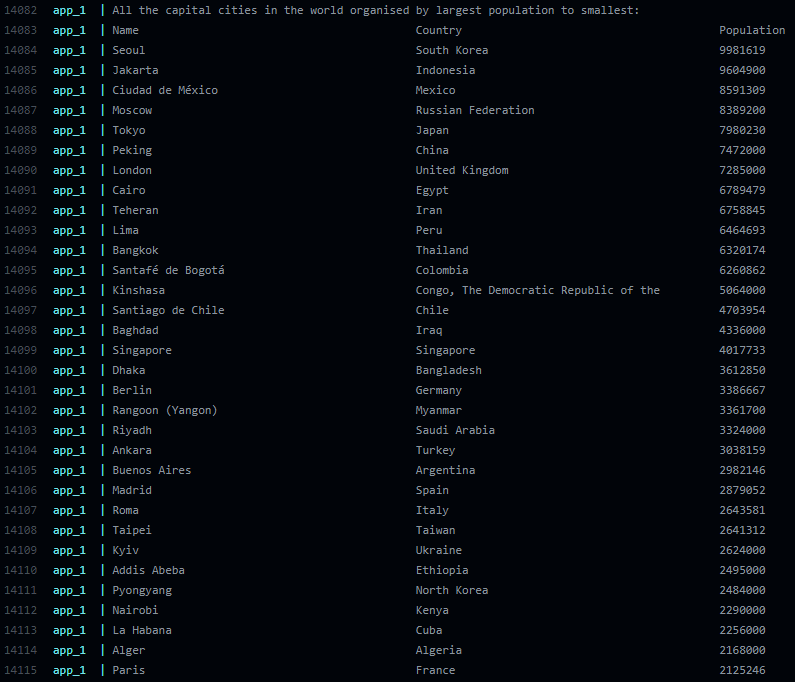 14082 app_1 | All the capital cities in the world organised by largest population to smallest:
14083 app_1 | Name Country Population
14084 app_1 | Seoul South Korea 9981619
14085 app_1 | Jakarta Indonesia 9604900
14086 app_1 | Ciudad de México Mexico 8591309
14087 app_1 | Moscow Russian Federation 8389200
14088 app_1 | Tokyo Japan 7980230
14089 app_1 | Peking China 7472000
14090 app_1 | London United Kingdom 7285000
14091 app_1 | Cairo Egypt 6789479
14092 app_1 | Teheran Iran 6758845
14093 app_1 | Lima Peru 6464693
14094 app_1 | Bangkok Thailand 6320174
14095 app_1 | Santafé de Bogotá Colombia 6260862
14096 app_1 | Kinshasa Congo, The Democratic Republic of the 5064000
14097 app_1 | Santiago de Chile Chile 4703954
14098 app_1 | Baghdad Iraq 4336000
14099 app_1 | Singapore Singapore 4017733
14100 app_1 | Dhaka Bangladesh 3612850
14101 app_1 | Berlin Germany 3386667
14102 app_1 | Rangoon (Yangon) Myanmar 3361700
14103 app_1 | Riyadh Saudi Arabia 3324000
14104 app_1 | Ankara Turkey 3038159
14105 app_1 | Buenos Aires Argentina 2982146
14106 app_1 | Madrid Spain 2879052
14107 app_1 | Roma Italy 2643581
14108 app_1 | Taipei Taiwan 2641312
14109 app_1 | Kyiv Ukraine 2624000
14110 app_1 | Addis Abeba Ethiopia 2495000
14111 app_1 | Pyongyang North Korea 2484000
14112 app_1 | Nairobi Kenya 2290000
14113 app_1 | La Habana Cuba 2256000
14114 app_1 | Alger Algeria 2168000
14115 app_1 | Paris France 2125246